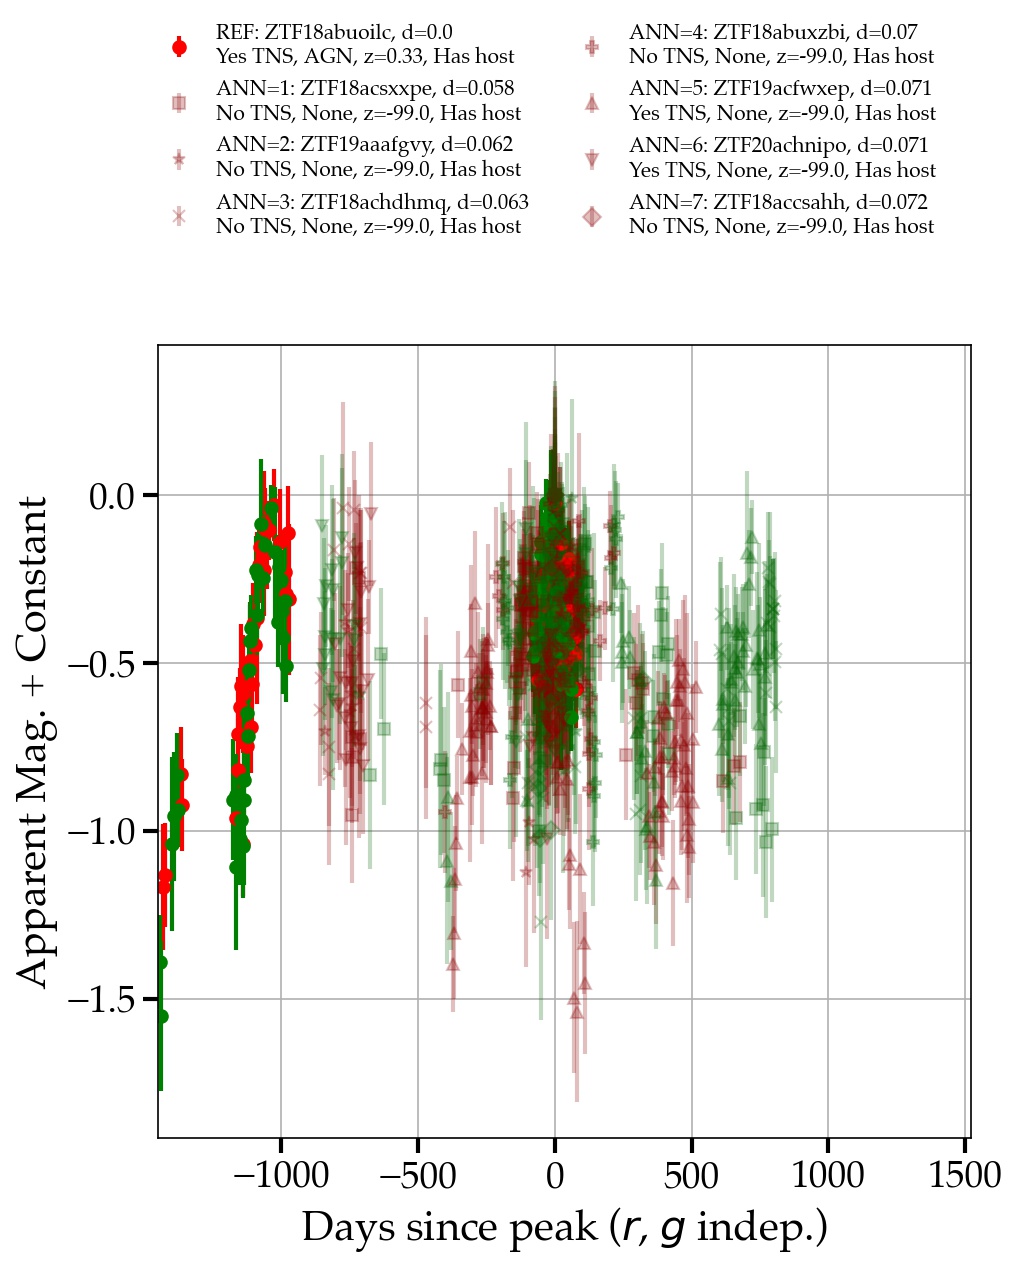 REF: ZTF18abuoilc, d=0.0
Yes TNS, AGN, z=0.33, Has host
ANN=1: ZTF18acsxxpe, d=0.058
No TNS, None, z=-99.0, Has host
ANN=2: ZTF19aaafgvy, d=0.062
No TNS, None, z=-99.0, Has host
ANN=3: ZTF18achdhmq, d=0.063
No TNS, None, z=-99.0, Has host
ANN=4: ZTF18abuxzbi, d=0.07
No TNS, None, z=-99.0, Has host
ANN=5: ZTF19acfwxep, d=0.071
Yes TNS, None, z=-99.0, Has host
ANN=6: ZTF20achnipo, d=0.071
Yes TNS, None, z=-99.0, Has host
ANN=7: ZTF18accsahh, d=0.072
No TNS, None, z=-99.0, Has host
Apparent Mag. + Constant
0.0
−0.5
−1.0
−1.5
−1000
−500
0
500
1000
1500
Days since peak (r, g indep.)